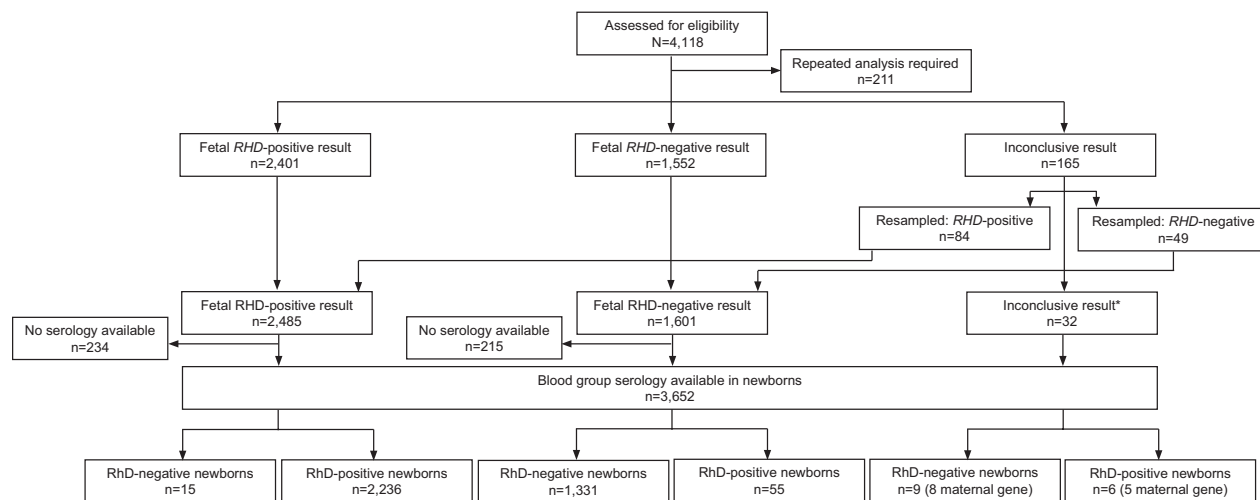 Assessed for eligibility
N=4,118
Repeated analysis required
n=211
Fetal RHD-positive result
n=2,401
Fetal RHD-negative result
n=1,552
Inconclusive result
n=165
Resampled: RHD-positive
n=84
Resampled: RHD-negative
n=49
Fetal RHD-positive result
n=2,485
Fetal RHD-negative result
n=1,601
Inconclusive result*
n=32
No serology available
n=234
No serology available
n=215
Blood group serology available in newborns
n=3,652
RhD-negative newborns
n=15
RhD-positive newborns
n=2,236
RhD-negative newborns
n=1,331
RhD-positive newborns
n=55
RhD-negative newborns
n=9 (8 maternal gene)
RhD-positive newborns
n=6 (5 maternal gene)